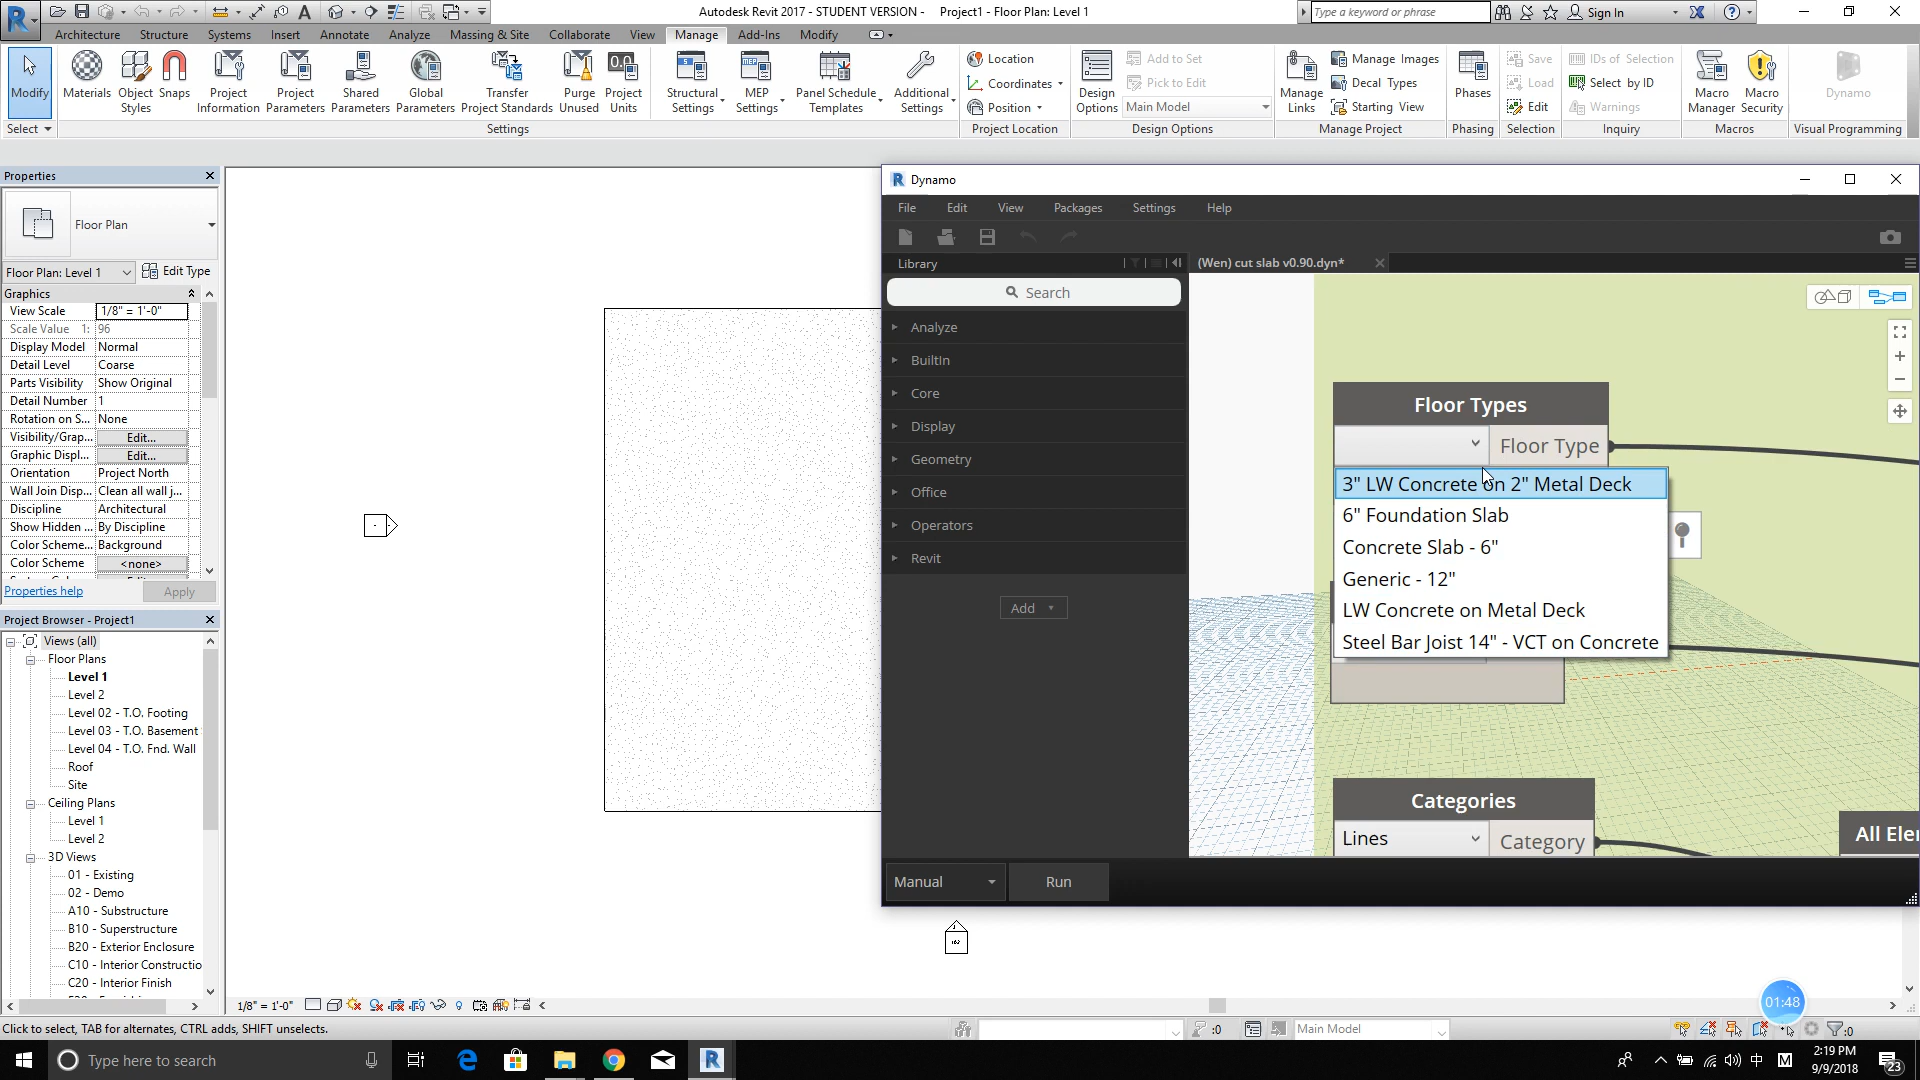 Autodesk Revit 2017 - STUDENT VERSION - Project1 - Floor Plan: Level 1
Type a keyword or phrase
Sign In
Architecture Structure Systems Insert Annotate Analyze Massing & Site Collaborate View Manage Add-Ins Modify
Modify
Materials
Object Styles
Snaps
Project Information
Project Parameters
Shared Parameters
Global Parameters
Transfer Project Standards
Purge Unused
Project Units
Structural Settings
MEP Settings
Panel Schedule Templates
Additional Settings
Location
Coordinates
Position
Design Options
Add to Set
Pick to Edit
Main Model
Manage Links
Manage Images
Decal Types
Starting View
Phases
Save
Load
Edit
IDs of Selection
Select by ID
Warnings
Macro Manager
Macro Security
Dynamo
Select
Settings
Project Location
Design Options
Manage Project
Phasing
Selection
Inquiry
Macros
Visual Programming
Properties
Floor Plan
Floor Plan: Level 1
Edit Type
Graphics
View Scale 1/8" = 1'-0"
Scale Value 1: 96
Display Model Normal
Detail Level Coarse
Parts Visibility Show Original
Detail Number 1
Rotation on S... None
Visibility/Grap... Edit...
Graphic Displ... Edit...
Orientation Project North
Wall Join Disp... Clean all wall j...
Discipline Architectural
Show Hidden ... By Discipline
Color Scheme... Background
Color Scheme <none>
Properties help
Apply
Project Browser - Project1
Views (all)
Floor Plans
Level 1
Level 2
Level 02 - T.O. Footing
Level 03 - T.O. Basement
Level 04 - T.O. Fnd. Wall
Roof
Site
Ceiling Plans
Level 1
Level 2
3D Views
01 - Existing
02 - Demo
A10 - Substructure
B10 - Superstructure
B20 - Exterior Enclosure
C10 - Interior Constructio
C20 - Interior Finish
Dynamo
File Edit View Packages Settings Help
Library
(Wen) cut slab v0.90.dyn*
Search
Analyze
BuiltIn
Core
Display
Geometry
Office
Operators
Revit
Add
Floor Types
Floor Type
3" LW Concrete on 2" Metal Deck
6" Foundation Slab
Concrete Slab - 6"
Generic - 12"
LW Concrete on Metal Deck
Steel Bar Joist 14" - VCT on Concrete
Categories
Lines
Category
All Eler
Manual
Run
1/8" = 1'-0"
01:48
Click to select, TAB for alternates, CTRL adds, SHIFT unselects.
:0
Main Model
:0
Type here to search
中
M
2:19 PM
9/9/2018
23